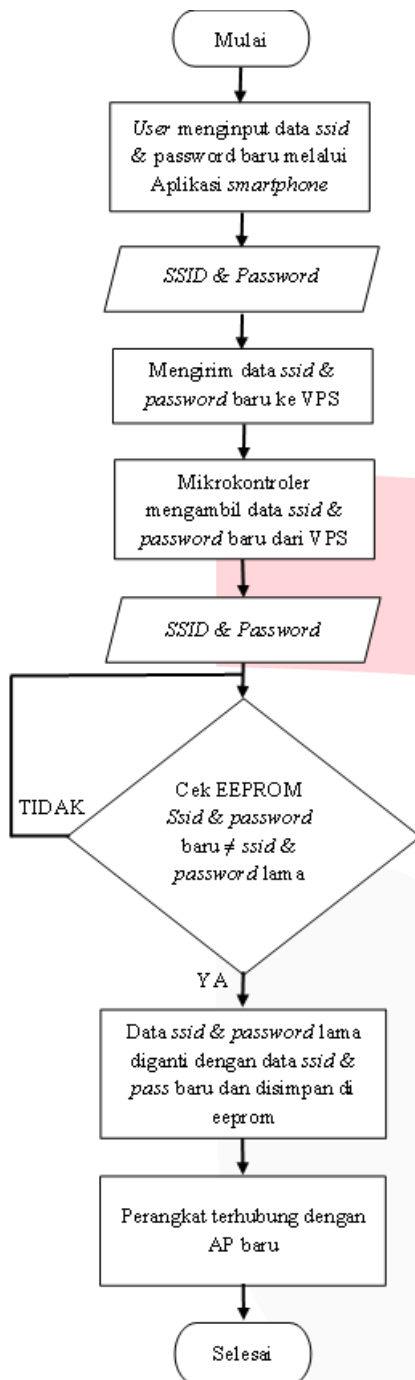 Mulai
User menginput data ssid
& password baru melalui
Aplikasi smartphone
SSID & Password
Mengirim data ssid &
password baru ke VPS
Mikrokontroler
mengambil data ssid &
password baru dari VPS
SSID & Password
Cek EEPROM
Ssid & password
baru ≠ ssid &
password lama
TIDAK
YA
Data ssid & password lama
diganti dengan data ssid &
pass baru dan disimpan di
eeprom
Perangkat terhubung dengan
AP baru
Selesai